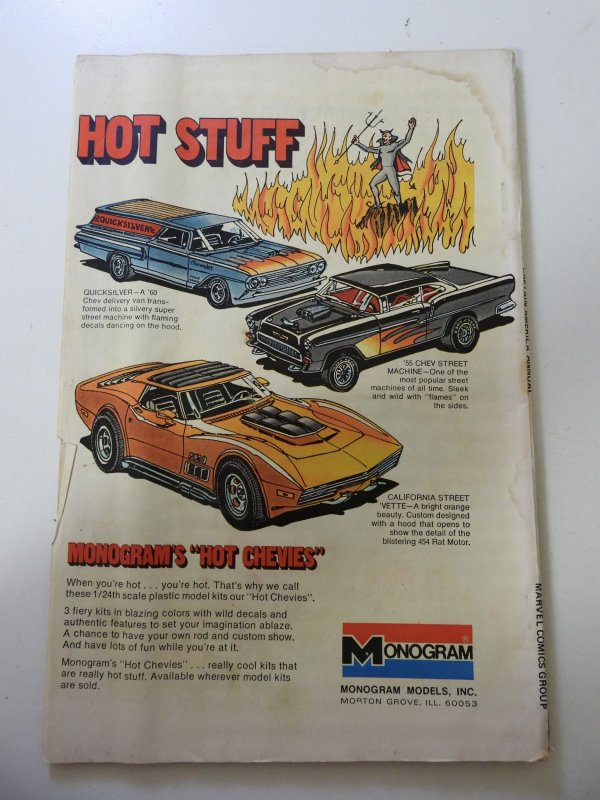 HOT STUFF
QUICKSILVER
Chevrolet
QUICKSILVER—A '60
Chev delivery van trans-
formed into a silvery super
street machine with flaming
decals dancing on the hood.
'55 CHEV STREET
MACHINE—One of the
most popular street
machines of all time. Sleek
and wild with "flames" on
the sides.
CALIFORNIA STREET
'VETTE—A bright orange
beauty. Custom designed
with a hood that opens to
show the detail of the
blistering 454 Rat Motor.
MONOGRAM'S "HOT CHEVIES"
When you're hot . . . you're hot. That's why we call
these 1/24th scale plastic model kits our "Hot Chevies".
3 fiery kits in blazing colors with wild decals and
authentic features to set your imagination ablaze.
A chance to have your own rod and custom show.
And have lots of fun while you're at it.
Monogram's "Hot Chevies" . . . really cool kits that
are really hot stuff. Available wherever model kits
are sold.
MONOGRAM®
MONOGRAM MODELS, INC.
MORTON GROVE, ILL. 60053
CAPTAIN AMERICA ANNUAL
MARVEL COMICS GROUP